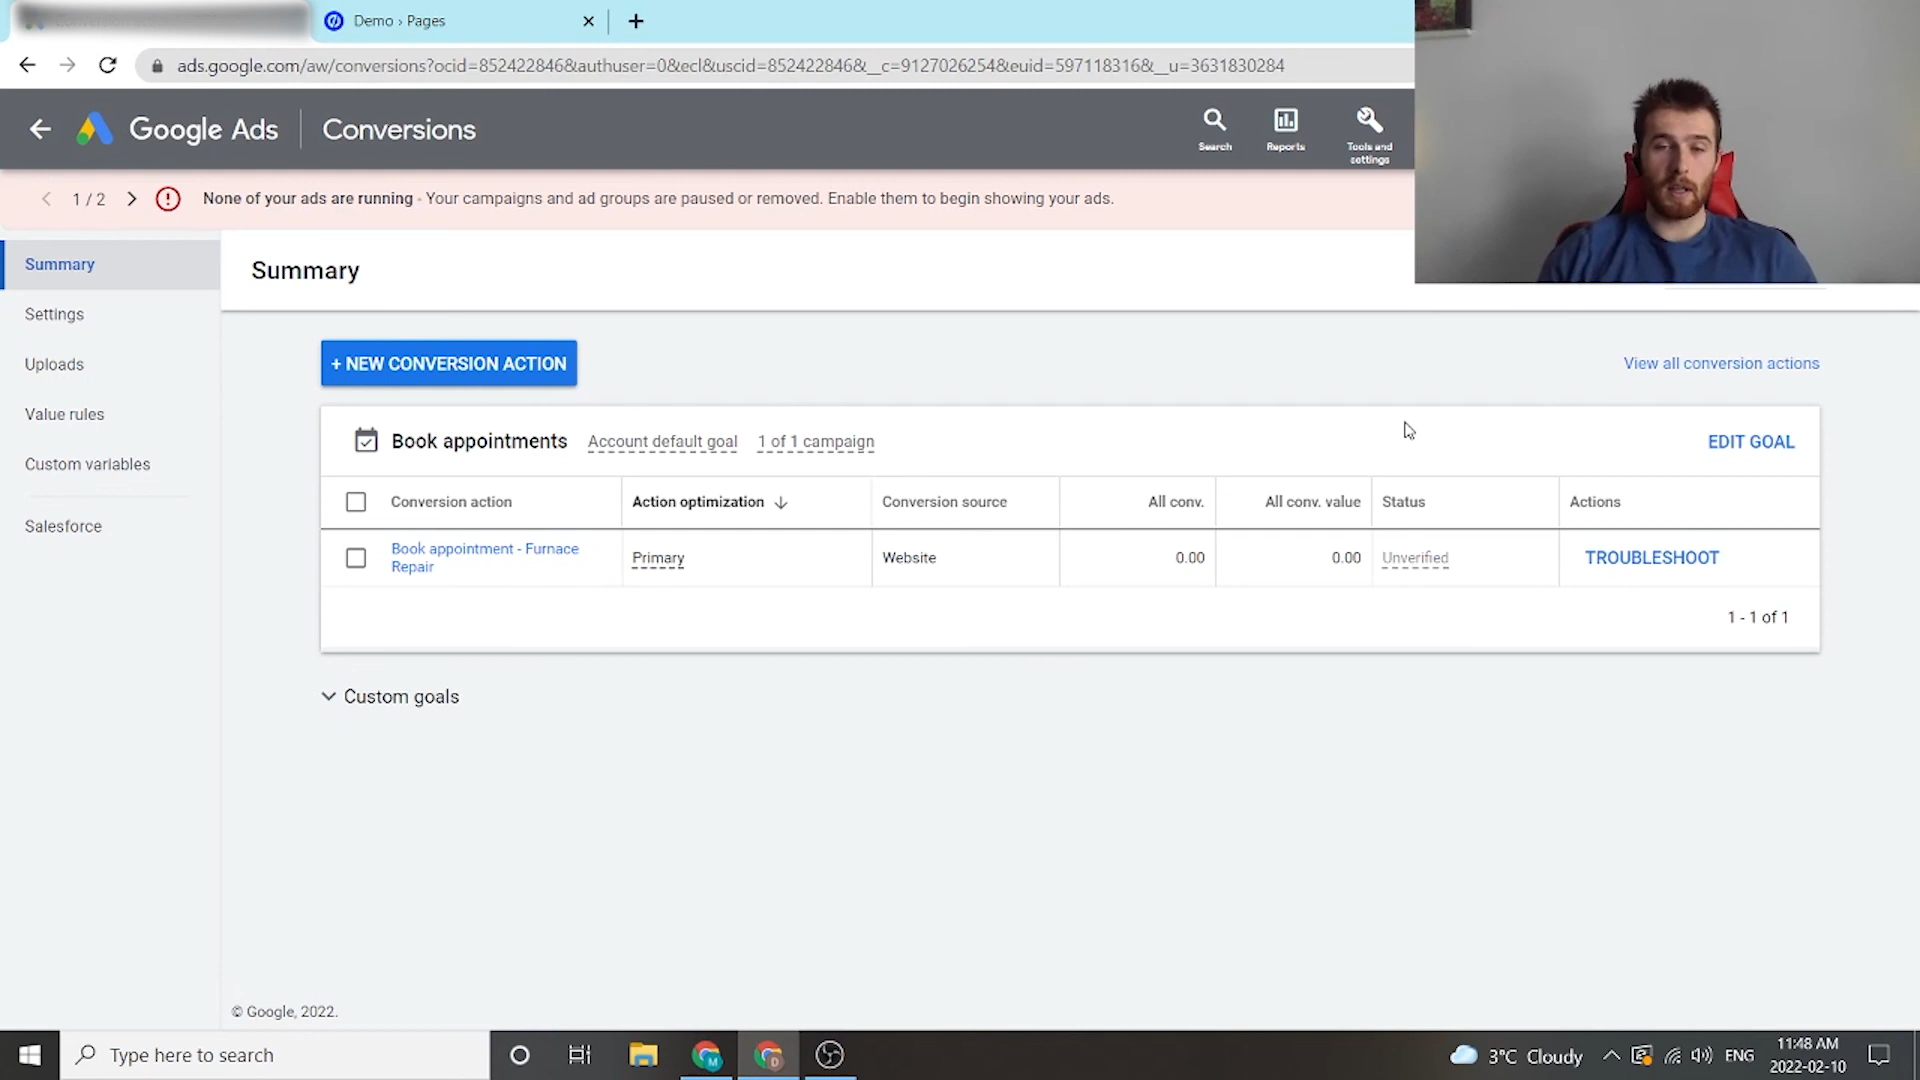 Demo › Pages
ads.google.com/aw/conversions?ocid=852422846&authuser=0&ecl&uscid=852422846&__c=9127026254&euid=597118316&__u=3631830284
Google Ads
Conversions
Search
Reports
Tools and
settings
1 / 2
None of your ads are running - Your campaigns and ad groups are paused or removed. Enable them to begin showing your ads.
Summary
Settings
Uploads
Value rules
Custom variables
Salesforce
Summary
+ NEW CONVERSION ACTION
View all conversion actions
Book appointments
Account default goal
1 of 1 campaign
EDIT GOAL
Conversion action
Action optimization
Conversion source
All conv.
All conv. value
Status
Actions
Book appointment - Furnace
Repair
Primary
Website
0.00
0.00
Unverified
TROUBLESHOOT
1 - 1 of 1
Custom goals
© Google, 2022.
Type here to search
M
D
3°C Cloudy
ENG
11:48 AM
2022-02-10